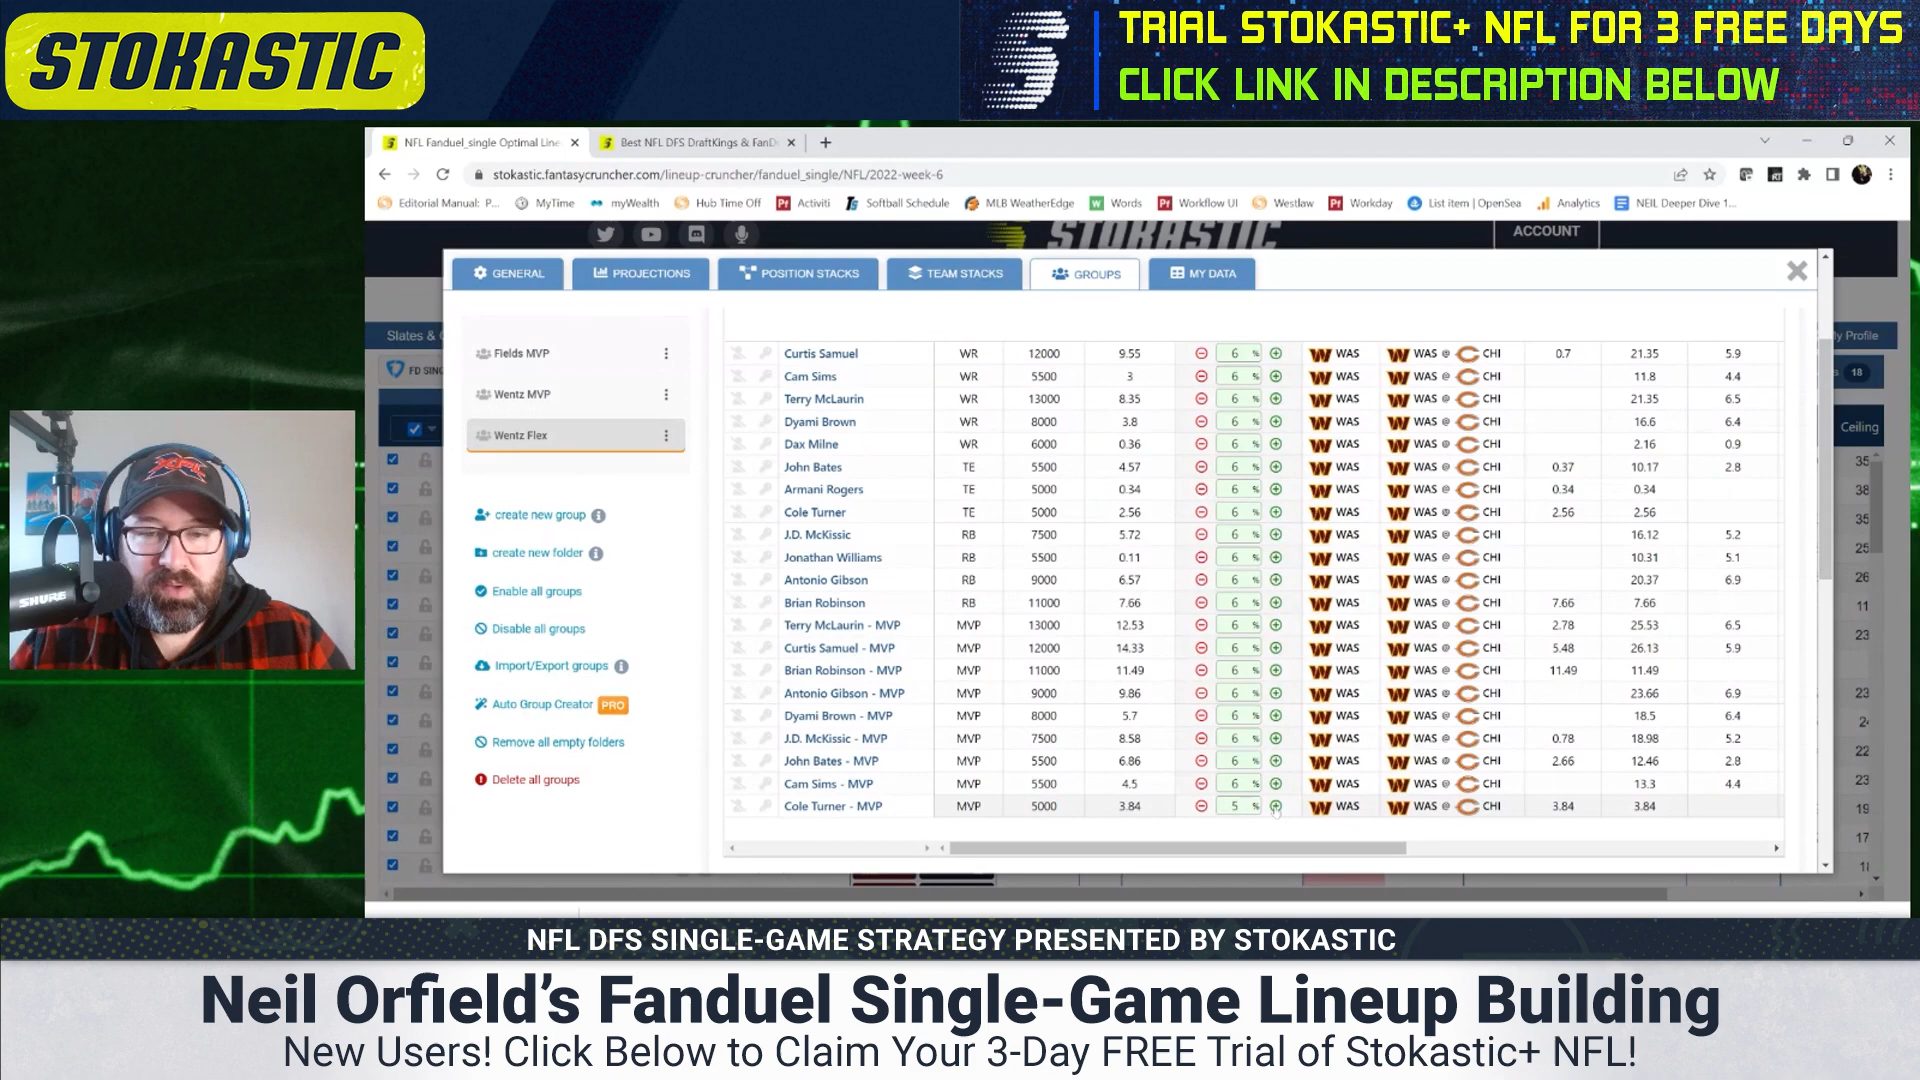 STOKASTIC
TRIAL STOKASTIC+ NFL FOR 3 FREE DAYS
CLICK LINK IN DESCRIPTION BELOW
NFL Fanduel_single Optimal Line
Best NFL DFS DraftKings & FanD
stokastic.fantasycruncher.com/lineup-cruncher/fanduel_single/NFL/2022-week-6
Editorial Manual: P... MyTime myWealth Hub Time Off Activiti Softball Schedule MLB WeatherEdge Words Workflow UI Westlaw Workday List item | OpenSea Analytics NEIL Deeper Dive 1...
STOKASTIC
ACCOUNT
GENERAL PROJECTIONS POSITION STACKS TEAM STACKS GROUPS MY DATA
Slates &
y Profile
FD SING
18
Ceiling
Fields MVP
Wentz MVP
Wentz Flex
create new group
create new folder
Enable all groups
Disable all groups
Import/Export groups
Auto Group Creator PRO
Remove all empty folders
Delete all groups
Curtis Samuel WR 12000 9.55 6 % WAS WAS @ CHI 0.7 21.35 5.9
Cam Sims WR 5500 3 6 % WAS WAS @ CHI 11.8 4.4
Terry McLaurin WR 13000 8.35 6 % WAS WAS @ CHI 21.35 6.5
Dyami Brown WR 8000 3.8 6 % WAS WAS @ CHI 16.6 6.4
Dax Milne WR 6000 0.36 6 % WAS WAS @ CHI 2.16 0.9
John Bates TE 5500 4.57 6 % WAS WAS @ CHI 0.37 10.17 2.8
Armani Rogers TE 5000 0.34 6 % WAS WAS @ CHI 0.34 0.34
Cole Turner TE 5000 2.56 6 % WAS WAS @ CHI 2.56 2.56
J.D. McKissic RB 7500 5.72 6 % WAS WAS @ CHI 16.12 5.2
Jonathan Williams RB 5500 0.11 6 % WAS WAS @ CHI 10.31 5.1
Antonio Gibson RB 9000 6.57 6 % WAS WAS @ CHI 20.37 6.9
Brian Robinson RB 11000 7.66 6 % WAS WAS @ CHI 7.66 7.66
Terry McLaurin - MVP MVP 13000 12.53 6 % WAS WAS @ CHI 2.78 25.53 6.5
Curtis Samuel - MVP MVP 12000 14.33 6 % WAS WAS @ CHI 5.48 26.13 5.9
Brian Robinson - MVP MVP 11000 11.49 6 % WAS WAS @ CHI 11.49 11.49
Antonio Gibson - MVP MVP 9000 9.86 6 % WAS WAS @ CHI 23.66 6.9
Dyami Brown - MVP MVP 8000 5.7 6 % WAS WAS @ CHI 18.5 6.4
J.D. McKissic - MVP MVP 7500 8.58 6 % WAS WAS @ CHI 0.78 18.98 5.2
John Bates - MVP MVP 5500 6.86 6 % WAS WAS @ CHI 2.66 12.46 2.8
Cam Sims - MVP MVP 5500 4.5 6 % WAS WAS @ CHI 13.3 4.4
Cole Turner - MVP MVP 5000 3.84 5 % WAS WAS @ CHI 3.84 3.84
35
38
35
25
26
11
23
23
22
23
19
17
SHURE
NFL DFS SINGLE-GAME STRATEGY PRESENTED BY STOKASTIC
Neil Orfield’s Fanduel Single-Game Lineup Building
New Users! Click Below to Claim Your 3-Day FREE Trial of Stokastic+ NFL!